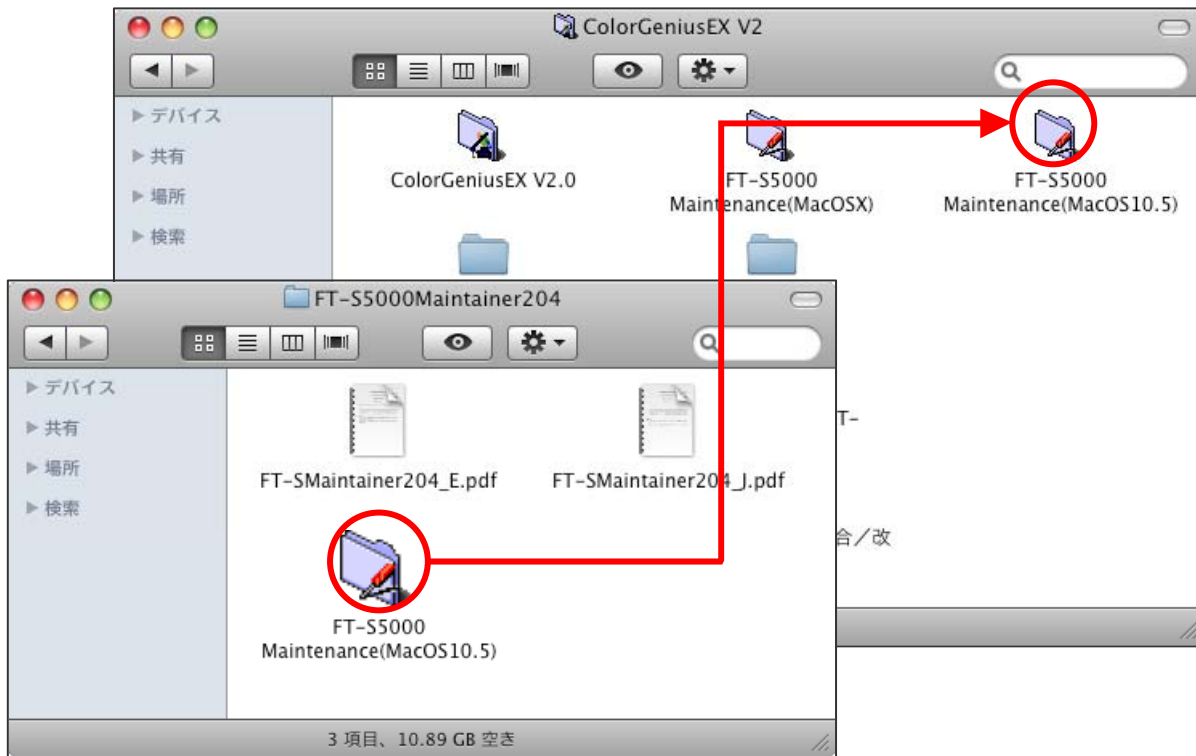 ColorGeniusEX V2
デバイス
共有
場所
検索
ColorGeniusEX V2.0
FT-S5000
Maintenance(MacOSX)
FT-S5000
Maintenance(MacOS10.5)
T-
合／改
FT-S5000Maintainer204
デバイス
共有
場所
検索
FT-SMaintainer204_E.pdf
FT-SMaintainer204_J.pdf
FT-S5000
Maintenance(MacOS10.5)
3 項目、10.89 GB 空き